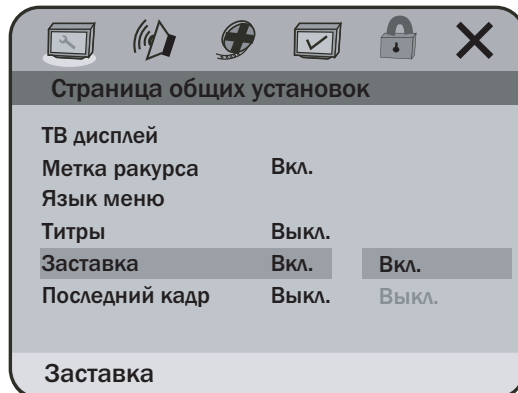 Страница общих установок
ТВ дисплей
Метка ракурса Вкл.
Язык меню
Титры Выкл.
Заставка Вкл. Вкл.
Последний кадр Выкл. Выкл.
Заставка